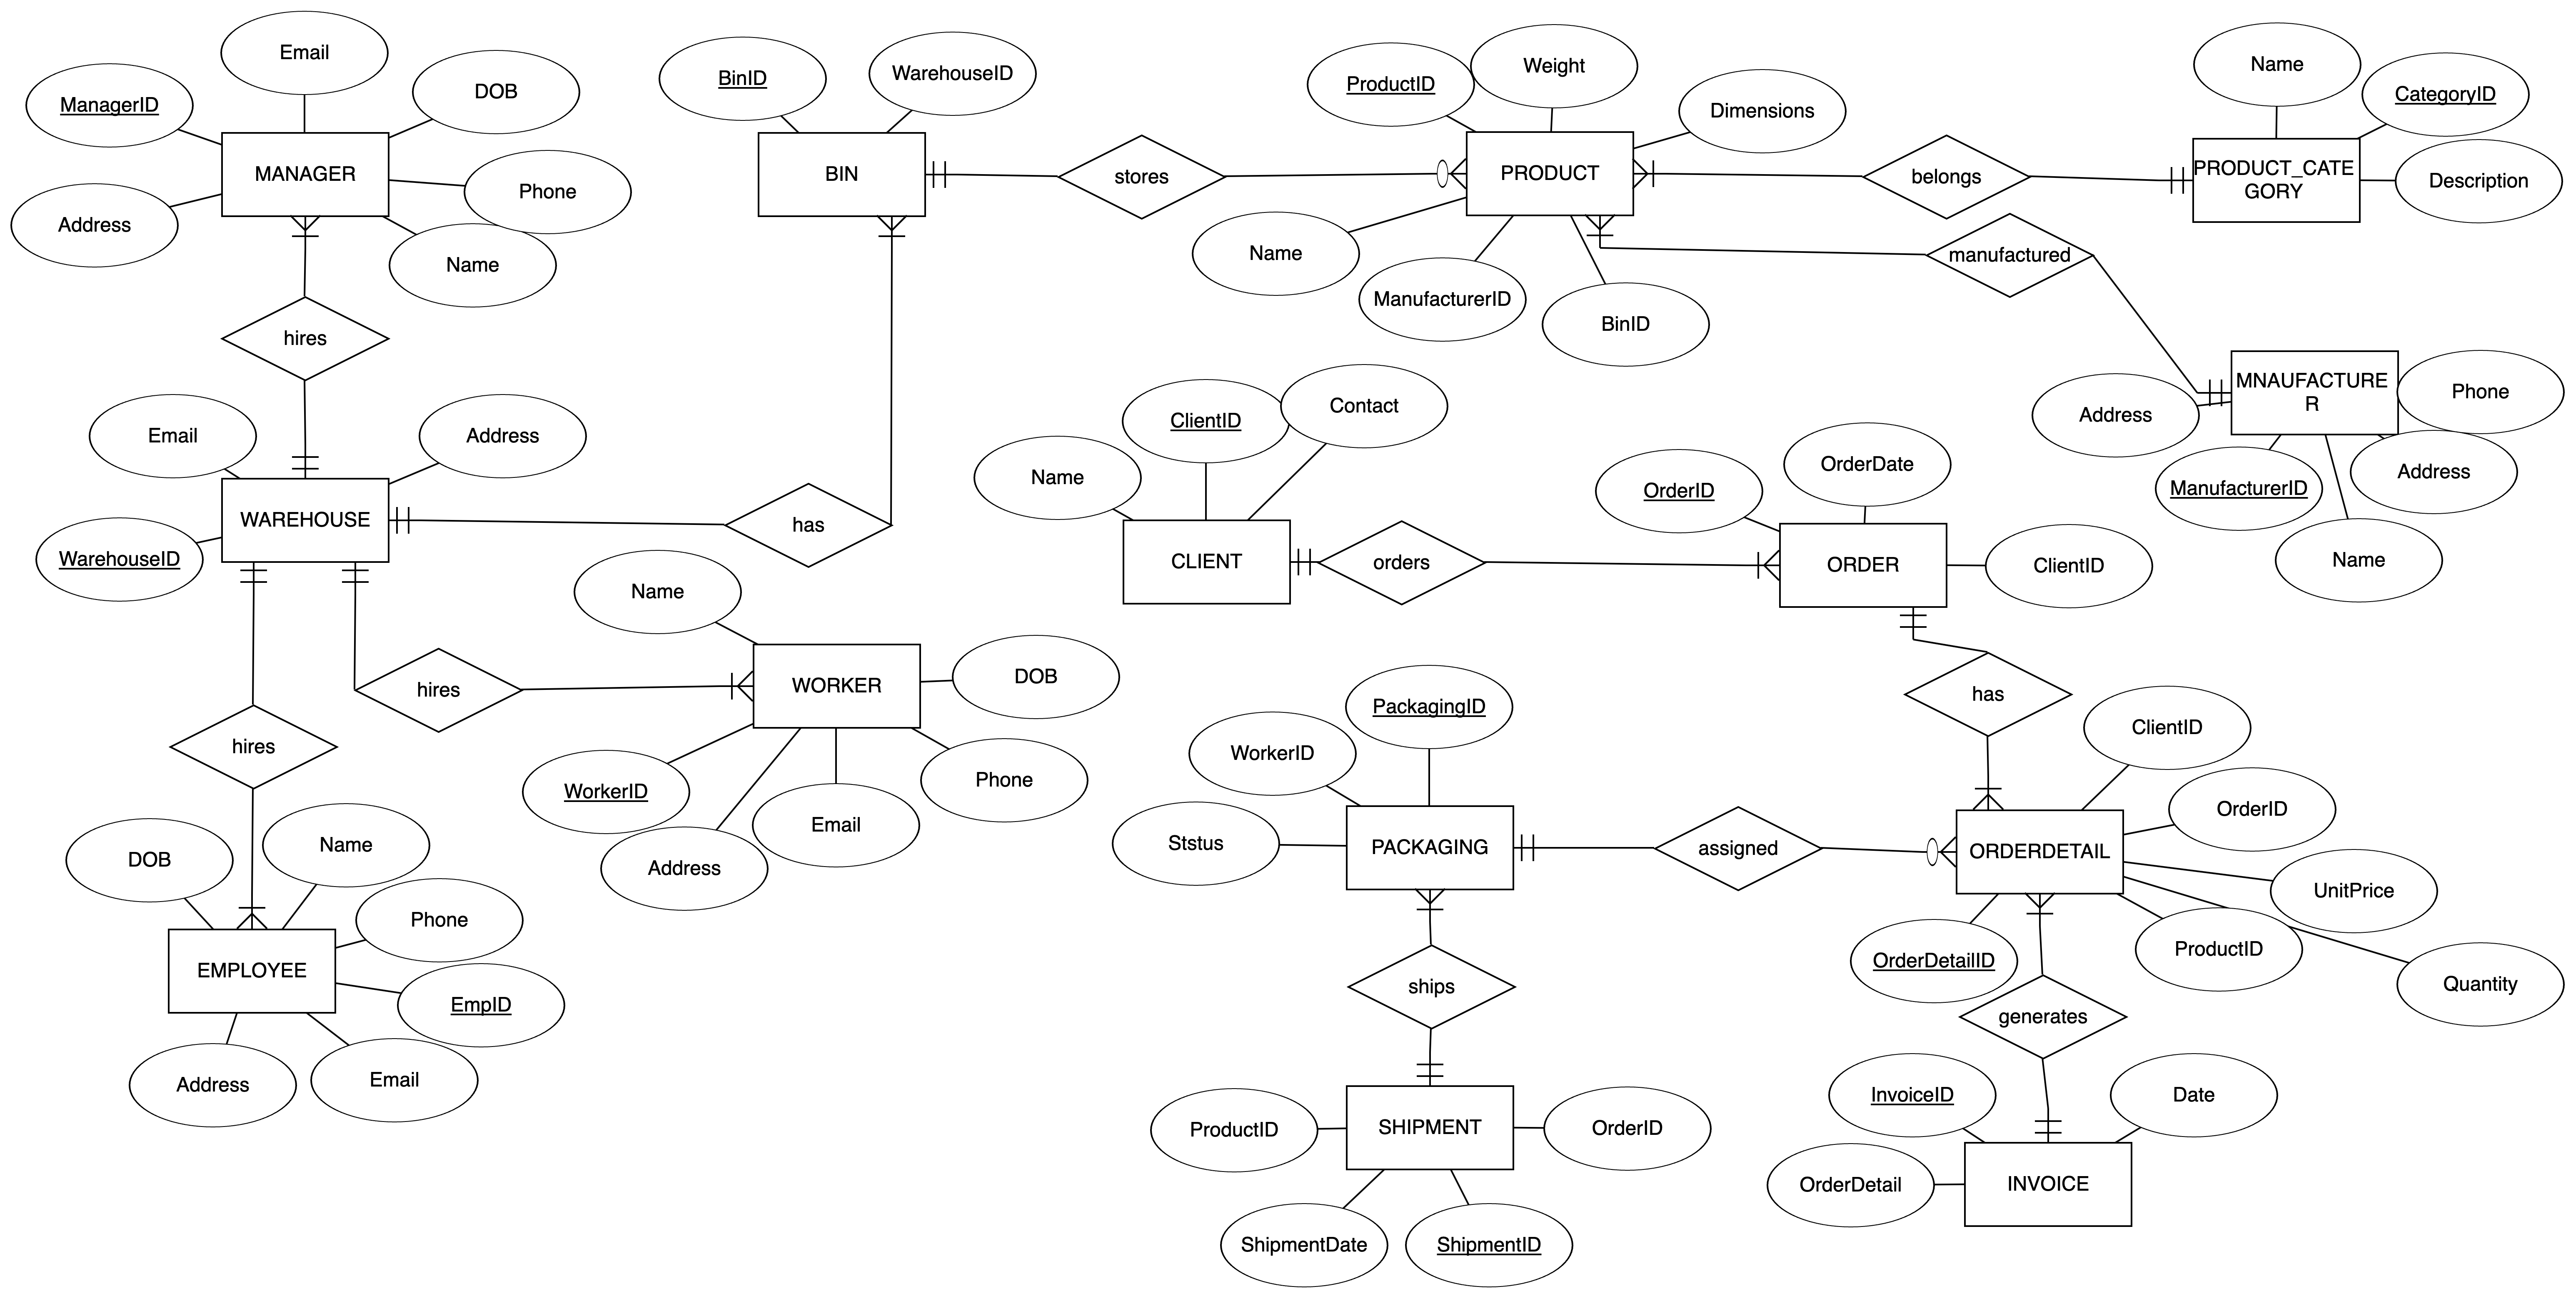 Email
ManagerID
DOB
MANAGER
Phone
Address
Name
hires
Email
Address
WAREHOUSE
WarehouseID
hires
hires
Name
DOB
WORKER
WorkerID
Phone
Email
Address
DOB
Name
Phone
EMPLOYEE
EmpID
Address
Email
BinID
WarehouseID
BIN
stores
has
ProductID
Weight
Dimensions
PRODUCT
Name
ManufacturerID
BinID
belongs
manufactured
Name
CategoryID
PRODUCT_CATE
GORY
Description
MNAUFACTURE
R
Phone
Address
Address
ManufacturerID
Name
Name
ClientID
Contact
CLIENT
orders
OrderID
OrderDate
ORDER
ClientID
has
PackagingID
WorkerID
Ststus
PACKAGING
assigned
ORDERDETAIL
ClientID
OrderID
UnitPrice
ProductID
Quantity
OrderDetailID
ships
generates
ProductID
SHIPMENT
OrderID
ShipmentDate
ShipmentID
InvoiceID
Date
OrderDetail
INVOICE